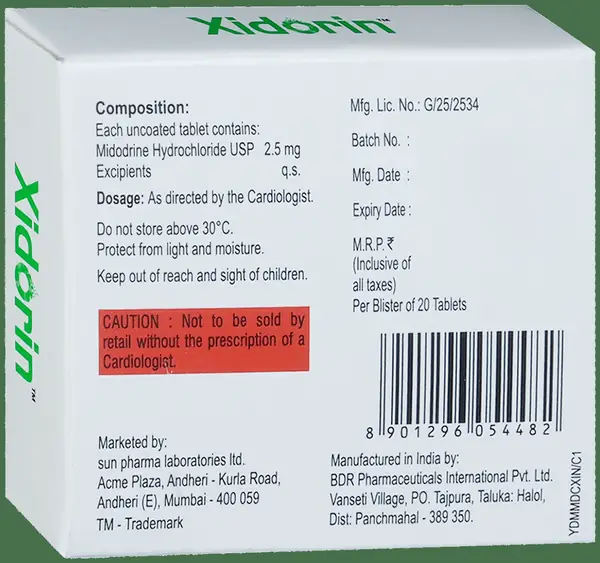 Xidorin™
Xidorin™
Composition:
Each uncoated tablet contains:
Midodrine Hydrochloride USP 2.5 mg
Excipients q.s.
Dosage: As directed by the Cardiologist.
Do not store above 30°C.
Protect from light and moisture.
Keep out of reach and sight of children.
CAUTION : Not to be sold by
retail without the prescription of a
Cardiologist.
Marketed by:
sun pharma laboratories ltd.
Acme Plaza, Andheri - Kurla Road,
Andheri (E), Mumbai - 400 059
TM - Trademark
Mfg. Lic. No.: G/25/2534
Batch No. :
Mfg. Date :
Expiry Date :
M.R.P. ₹
(Inclusive of
all taxes)
Per Blister of 20 Tablets
8 901296 054482
Manufactured in India by:
BDR Pharmaceuticals International Pvt. Ltd.
Vanseti Village, PO. Tajpura, Taluka: Halol,
Dist: Panchmahal - 389 350.
YDMMDCXIN/C1